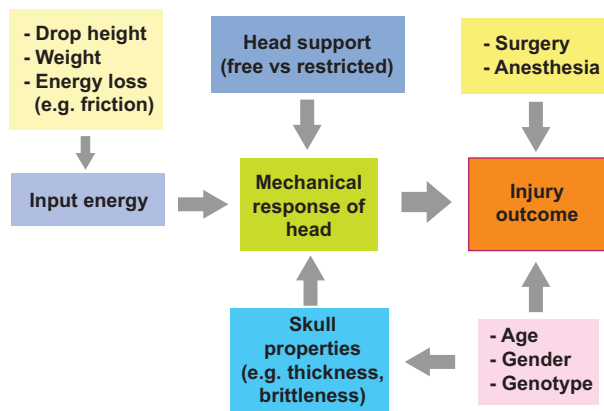 - Drop height
- Weight
- Energy loss
(e.g. friction)
Head support
(free vs restricted)
- Surgery
- Anesthesia
Input energy
Mechanical
response of
head
Injury
outcome
Skull
properties
(e.g. thickness,
brittleness)
- Age
- Gender
- Genotype